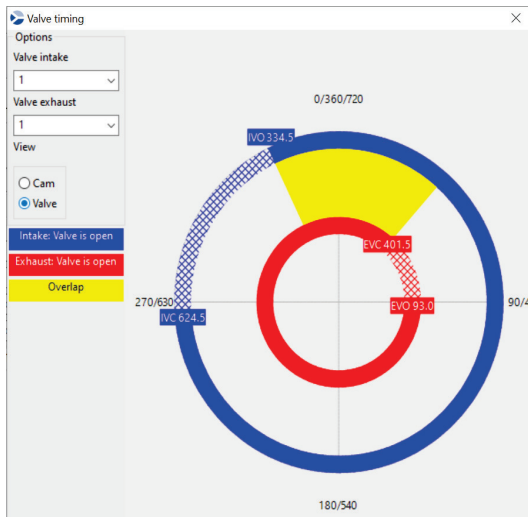 Valve timing
Options
Valve intake
1
Valve exhaust
1
View
Cam
Valve
Intake: Valve is open
Exhaust: Valve is open
Overlap
0/360/720
IVO 334.5
EVC 401.5
270/630
IVC 624.5
EVO 93.0
90/4
180/540